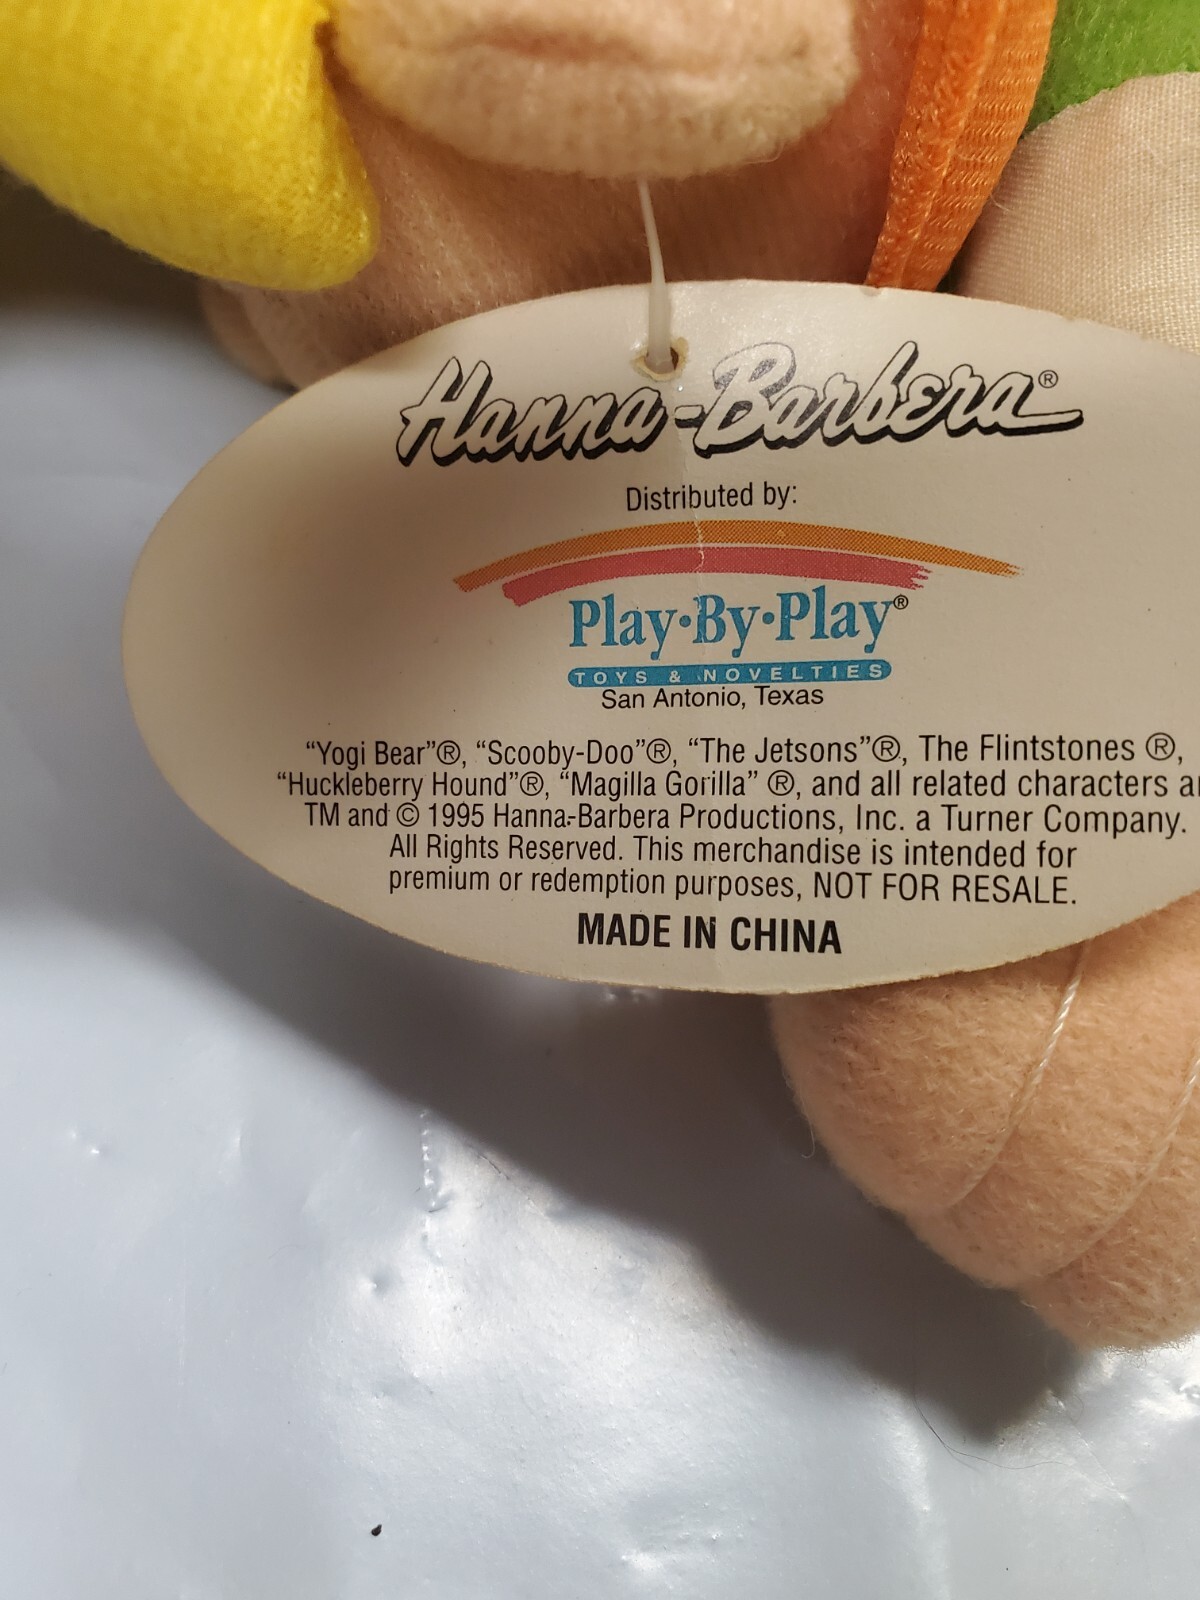 Hanna-Barbera®
Distributed by:
Play·By·Play®
TOYS & NOVELTIES
San Antonio, Texas
“Yogi Bear”®, “Scooby-Doo”®, “The Jetsons”®, The Flintstones ®,
“Huckleberry Hound”®, “Magilla Gorilla” ®, and all related characters
TM and © 1995 Hanna-Barbera Productions, Inc. a Turner Company.
All Rights Reserved. This merchandise is intended for
premium or redemption purposes, NOT FOR RESALE.
MADE IN CHINA